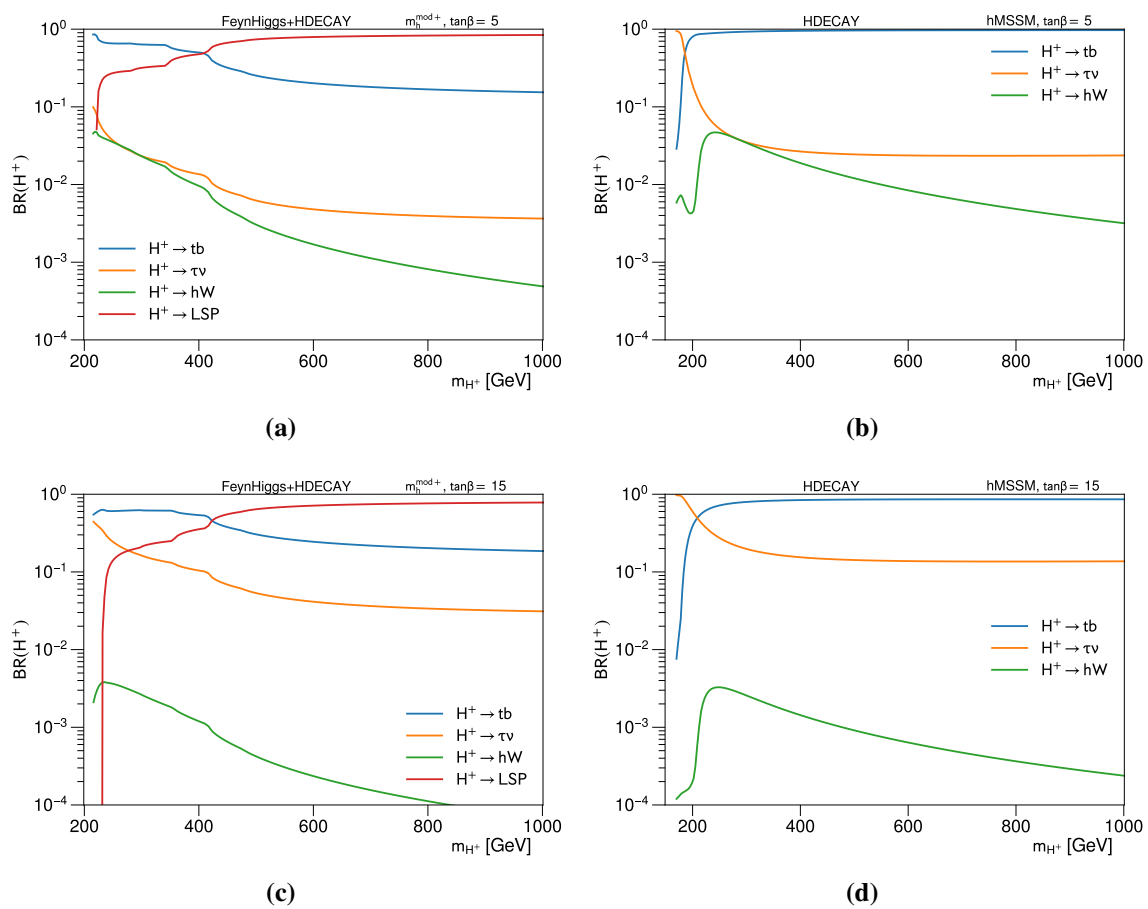 FeynHiggs+HDECAY m_h^mod+, tanβ= 5
10^0
10^−1
10^−2
10^−3
10^−4
BR(H^+)
H^+ → tb
H^+ → τν
H^+ → hW
H^+ → LSP
200 400 600 800 1000
m_H^+ [GeV]
(a)
HDECAY hMSSM, tanβ= 5
10^0
10^−1
10^−2
10^−3
10^−4
BR(H^+)
H^+ → tb
H^+ → τν
H^+ → hW
200 400 600 800 1000
m_H^+ [GeV]
(b)
FeynHiggs+HDECAY m_h^mod+, tanβ= 15
10^0
10^−1
10^−2
10^−3
10^−4
BR(H^+)
H^+ → tb
H^+ → τν
H^+ → hW
H^+ → LSP
200 400 600 800 1000
m_H^+ [GeV]
(c)
HDECAY hMSSM, tanβ= 15
10^0
10^−1
10^−2
10^−3
10^−4
BR(H^+)
H^+ → tb
H^+ → τν
H^+ → hW
200 400 600 800 1000
m_H^+ [GeV]
(d)